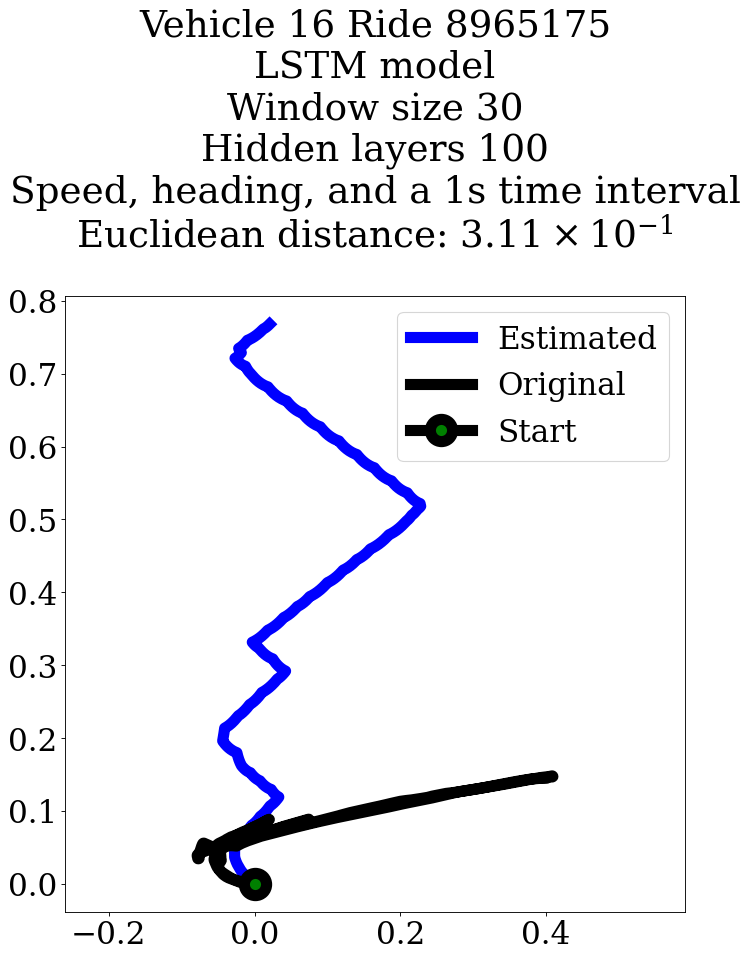 Vehicle 16 Ride 8965175
LSTM model
Window size 30
Hidden layers 100
Speed, heading, and a 1s time interval
Euclidean distance: 3.11 × 10⁻¹
0.8
0.7
0.6
0.5
0.4
0.3
0.2
0.1
0.0
Estimated
Original
Start
−0.2
0.0
0.2
0.4